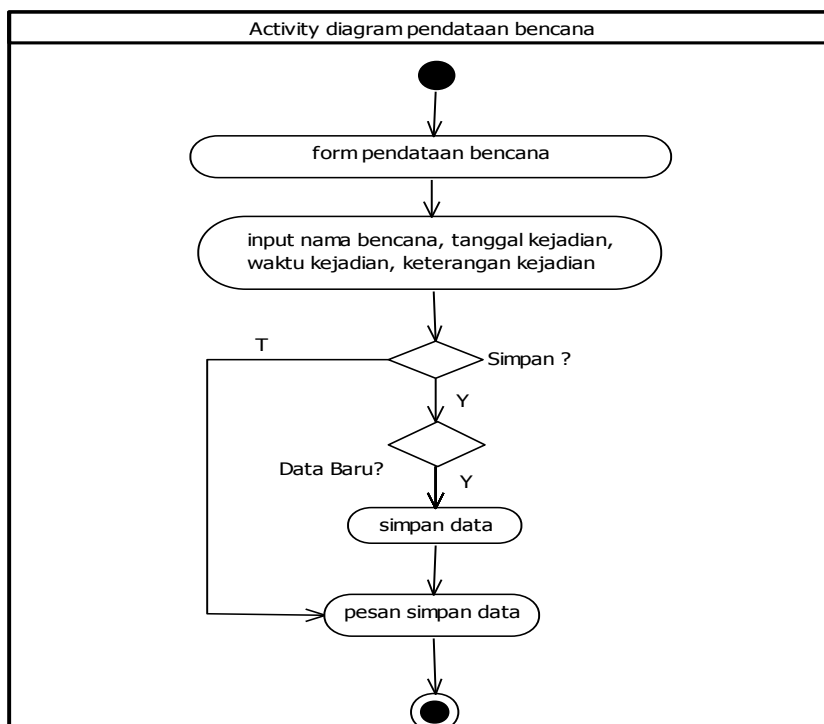 Activity diagram pendataan bencana
form pendataan bencana
input nama bencana, tanggal kejadian,
waktu kejadian, keterangan kejadian
T
Simpan ?
Y
Data Baru?
Y
simpan data
pesan simpan data